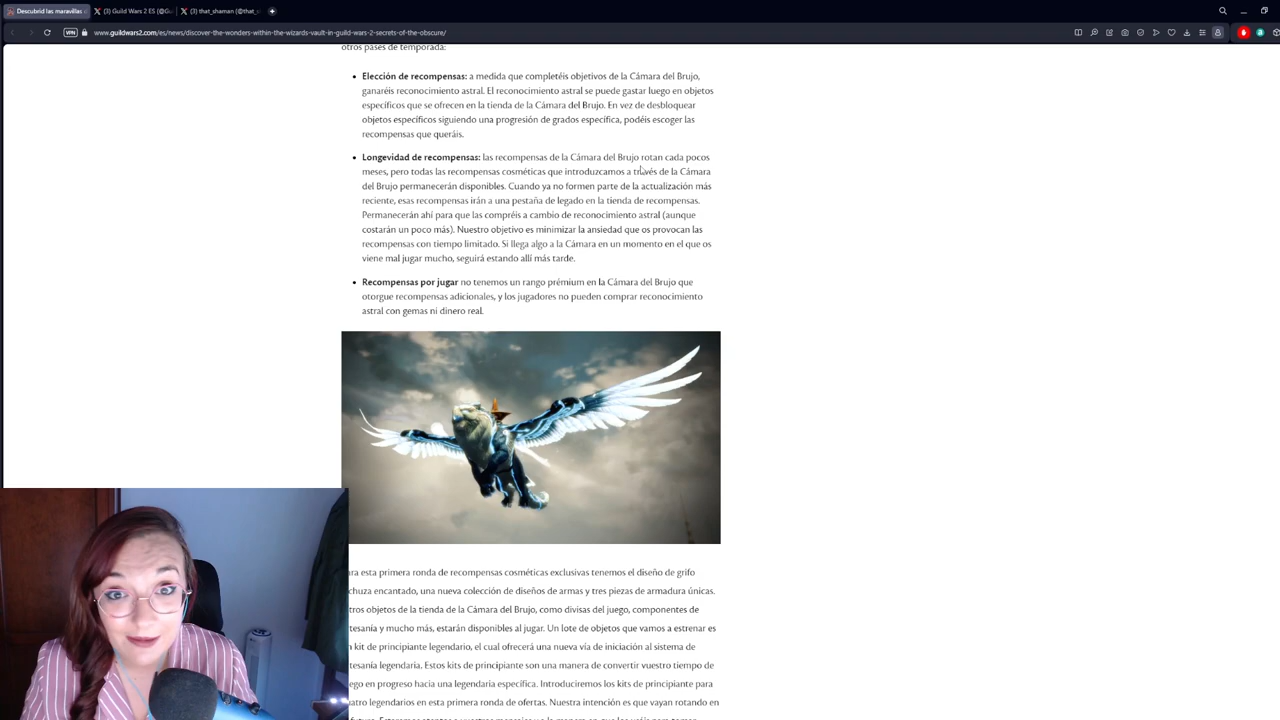 Descubrid las maravillas d
(3) Guild Wars 2 ES (@Gu
(3) that_shaman (@that_s
VPN
www.guildwars2.com/es/news/discover-the-wonders-within-the-wizards-vault-in-guild-wars-2-secrets-of-the-obscure/
otros pases de temporada:
• Elección de recompensas: a medida que completéis objetivos de la Cámara del Brujo,
ganaréis reconocimiento astral. El reconocimiento astral se puede gastar luego en objetos
específicos que se ofrecen en la tienda de la Cámara del Brujo. En vez de desbloquear
objetos específicos siguiendo una progresión de grados específica, podéis escoger las
recompensas que queráis.
• Longevidad de recompensas: las recompensas de la Cámara del Brujo rotan cada pocos
meses, pero todas las recompensas cosméticas que introduzcamos a través de la Cámara
del Brujo permanecerán disponibles. Cuando ya no formen parte de la actualización más
reciente, esas recompensas irán a una pestaña de legado en la tienda de recompensas.
Permanecerán ahí para que las compréis a cambio de reconocimiento astral (aunque
costarán un poco más). Nuestro objetivo es minimizar la ansiedad que os provocan las
recompensas con tiempo limitado. Si llega algo a la Cámara en un momento en el que os
viene mal jugar mucho, seguirá estando allí más tarde.
• Recompensas por jugar no tenemos un rango prémium en la Cámara del Brujo que
otorgue recompensas adicionales, y los jugadores no pueden comprar reconocimiento
astral con gemas ni dinero real.
ara esta primera ronda de recompensas cosméticas exclusivas tenemos el diseño de grifo
chuza encantado, una nueva colección de diseños de armas y tres piezas de armadura únicas.
tros objetos de la tienda de la Cámara del Brujo, como divisas del juego, componentes de
tesanía y mucho más, estarán disponibles al jugar. Un lote de objetos que vamos a estrenar es
kit de principiante legendario, el cual ofrecerá una nueva vía de iniciación al sistema de
tesanía legendaria. Estos kits de principiante son una manera de convertir vuestro tiempo de
ego en progreso hacia una legendaria específica. Introduciremos los kits de principiante para
atro legendarios en esta primera ronda de ofertas. Nuestra intención es que vayan rotando en